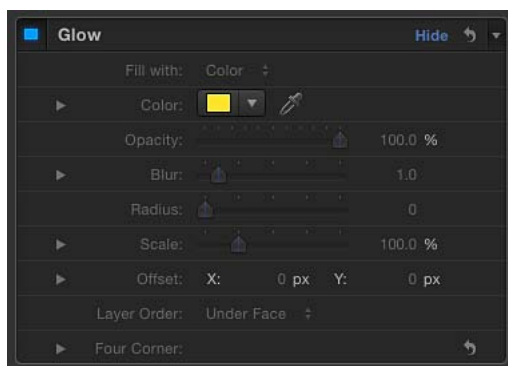 Glow Hide
Fill with: Color
Color:
Opacity: 100.0 %
Blur: 1.0
Radius: 0
Scale: 100.0 %
Offset: X: 0 px Y: 0 px
Layer Order: Under Face
Four Corner: